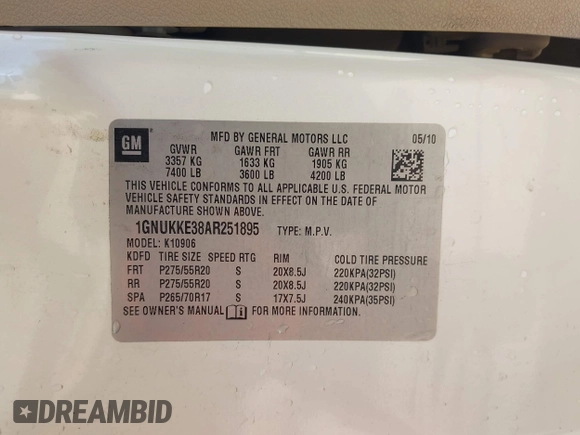 GM
MFD BY GENERAL MOTORS LLC 05/10
GVWR GAWR FRT GAWR RR
3357 KG 1633 KG 1905 KG
7400 LB 3600 LB 4200 LB
THIS VEHICLE CONFORMS TO ALL APPLICABLE U.S. FEDERAL MOTOR
VEHICLE SAFETY STANDARDS IN EFFECT ON THE DATE OF
MANUFACTURE SHOWN ABOVE.
1GNUKKE38AR251895 TYPE: M.P.V.
MODEL: K10906
KDFD TIRE SIZE SPEED RTG RIM COLD TIRE PRESSURE
FRT P275/55R20 S 20X8.5J 220KPA(32PSI)
RR P275/55R20 S 20X8.5J 220KPA(32PSI)
SPA P265/70R17 S 17X7.5J 240KPA(35PSI)
SEE OWNER'S MANUAL FOR MORE INFORMATION.
DREAMBID